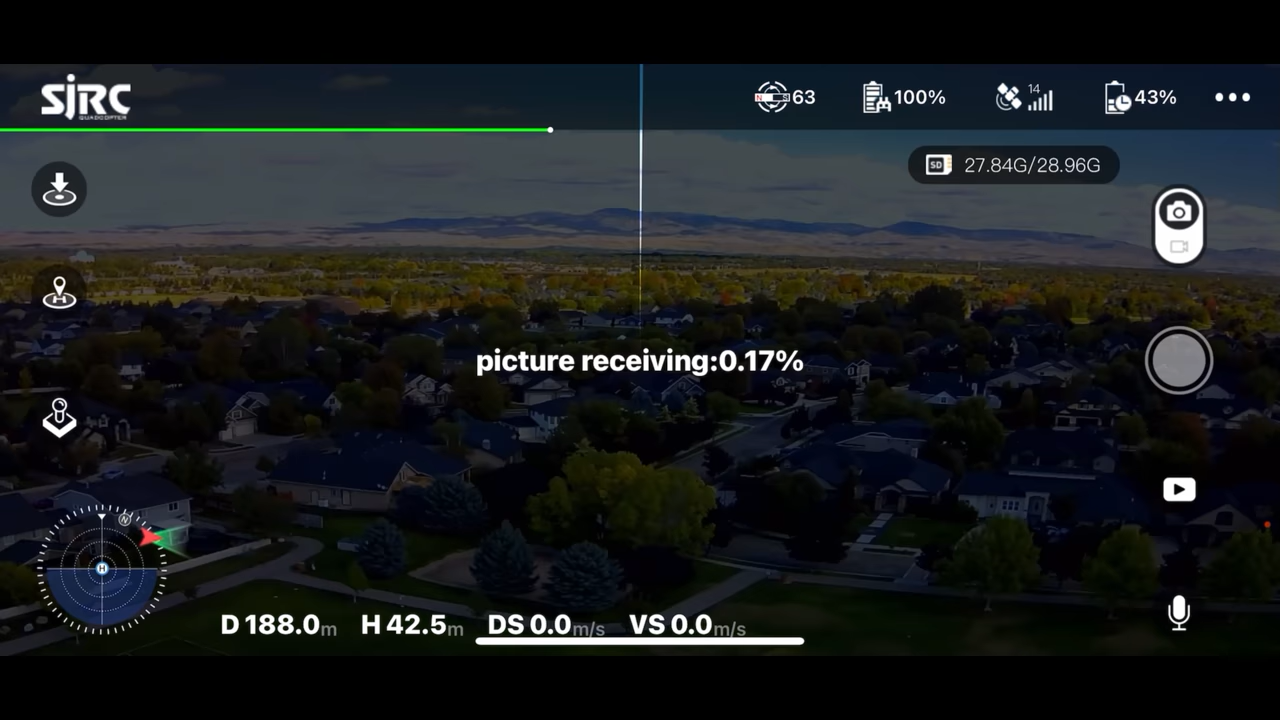 SJRC
QUADCOPTER
N S 63
100%
14
43%
SD 27.84G/28.96G
picture receiving:0.17%
N
H
H
D 188.0m H 42.5m DS 0.0m/s VS 0.0m/s